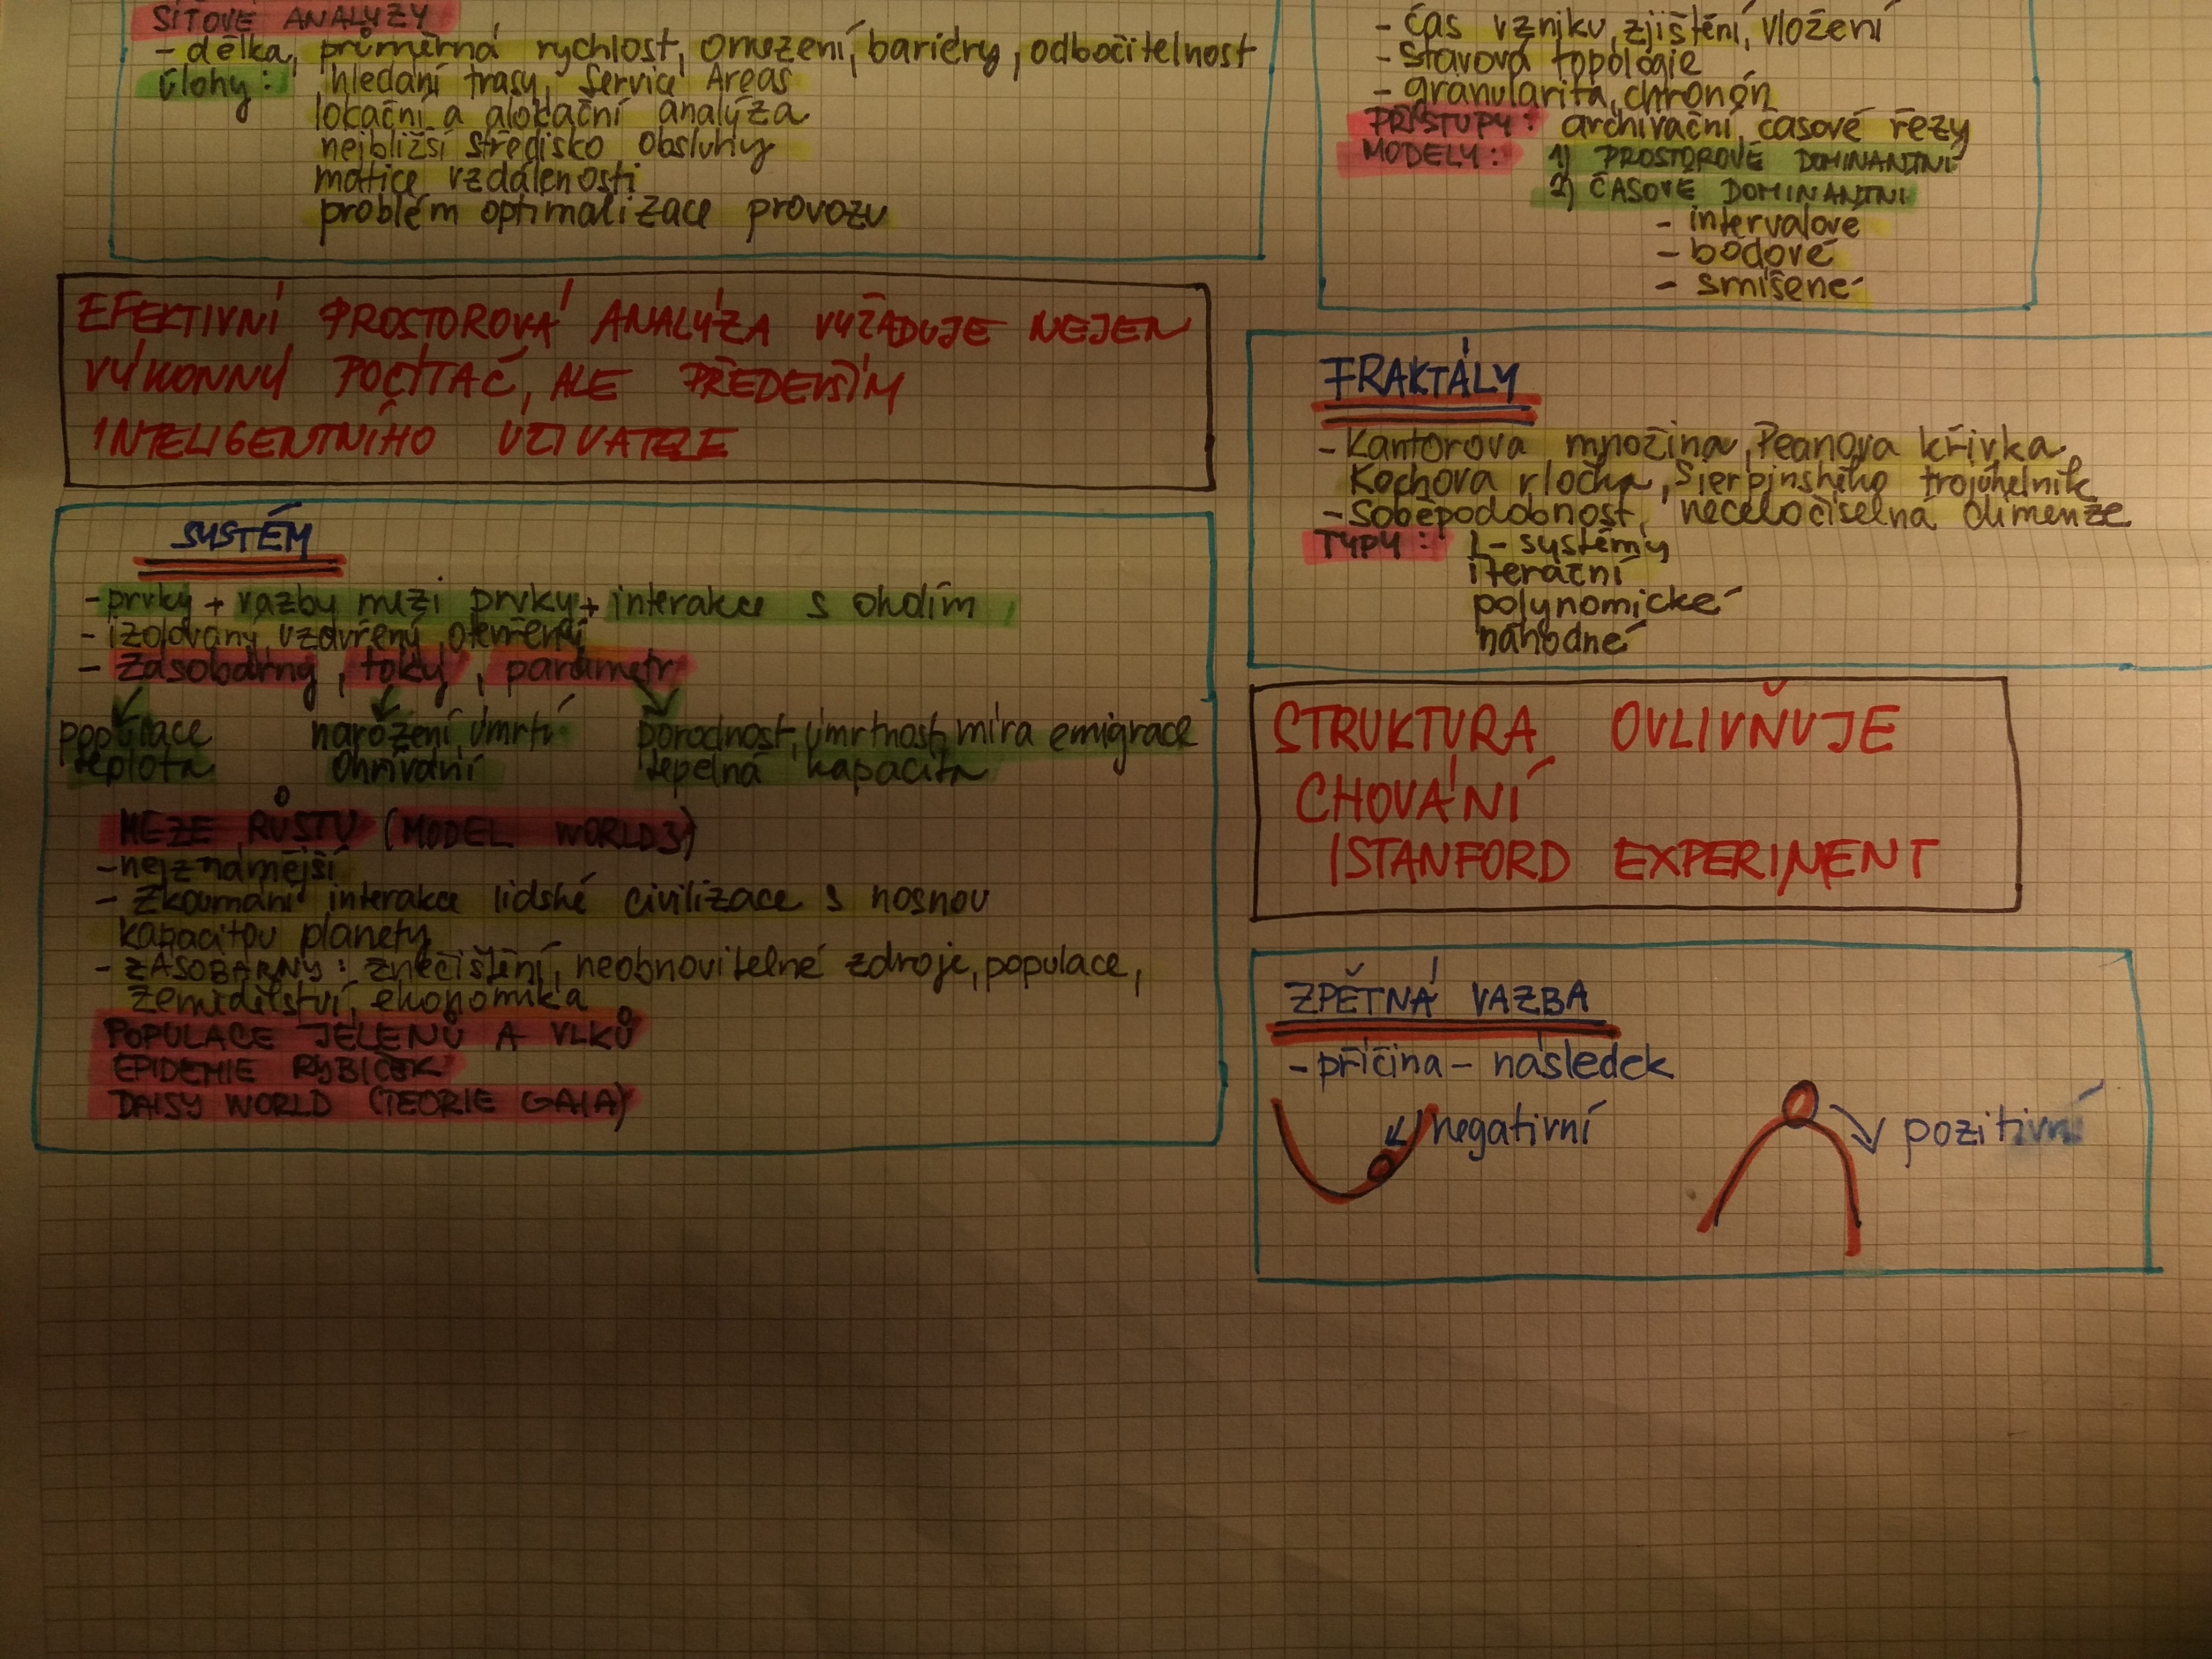 SÍŤOVÉ ANALÝZY
- délka, průměrná rychlost, omezení, bariéry, odbočitelnost
úlohy: hledání trasy, Service Areas
lokační a alokační analýza
nejbližší středisko obsluhy
matice vzdálenosti
problém optimalizace provozu
EFEKTIVNÍ PROSTOROVÁ ANALÝZA VYŽADUJE NEJEN
VÝKONNÝ POČÍTAČ, ALE PŘEDEVŠÍM
INTELIGENTNÍHO UŽIVATELE
SYSTÉM
- prvky + vazby mezi prvky + interakce s okolím
- izolovaný, uzavřený, otevřený
- zásobárny, toky, parametr
populace narození, úmrtí porodnost, úmrtnost, míra emigrace
teplota ohřívání tepelná kapacita
MEZE RŮSTU (MODEL WORLD3)
- nejznámější
- zkoumání interakce lidské civilizace s nosnou
kapacitou planety
- ZÁSOBÁRNY: znečištění, neobnovitelné zdroje, populace,
zemědělství, ekonomika
POPULACE JELENŮ A VLKŮ
EPIDEMIE RYBIČEK
DAISY WORLD (TEORIE GAIA)
- čas vzniku, zjištění, vložení
- stavová topologie
- granularita, chronón
PŘÍSTUPY: archivační, časové řezy
MODELY: 1) PROSTOROVĚ DOMINANTNÍ
2) ČASOVĚ DOMINANTNÍ
- intervalové
- bodové
- smíšené
FRAKTÁLY
- Kantorova množina, Peanova křivka
Kochova vločka, Sierpinského trojúhelník
- Soběpodobnost, neceločíselná dimenze
TYPY: L-systémy
iterační
polynomické
náhodné
STRUKTURA OVLIVŇUJE
CHOVÁNÍ
/STANFORD EXPERIMENT
ZPĚTNÁ VAZBA
- příčina - následek
negativní pozitivní